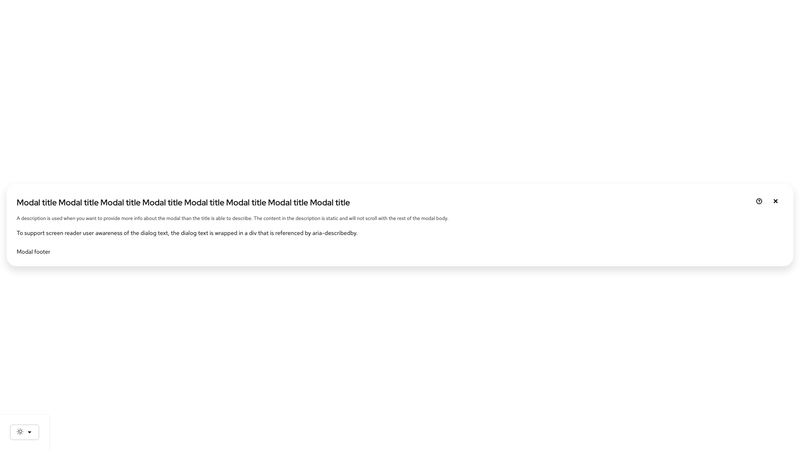 Modal title Modal title Modal title Modal title Modal title Modal title Modal title Modal title
A description is used when you want to provide more info about the modal than the title is able to describe. The content in the description is static and will not scroll with the rest of the modal body.
To support screen reader user awareness of the dialog text, the dialog text is wrapped in a div that is referenced by aria-describedby.
Modal footer